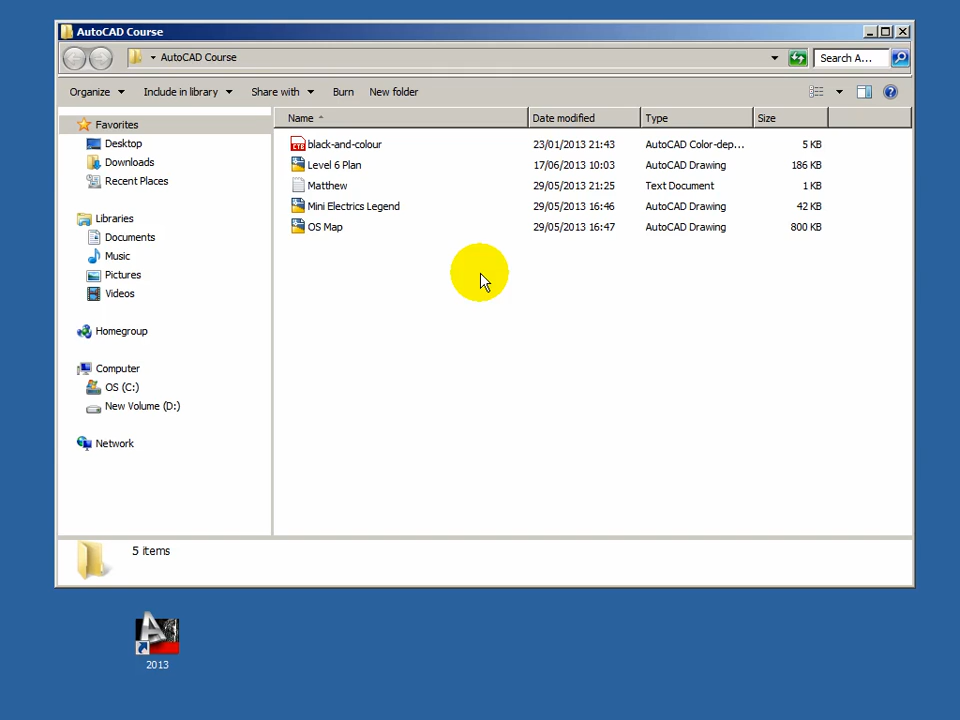 AutoCAD Course
AutoCAD Course Search A...
Organize Include in library Share with Burn New folder
Name Date modified Type Size
Favorites
Desktop
Downloads
Recent Places
Libraries
Documents
Music
Pictures
Videos
Homegroup
Computer
OS (C:)
New Volume (D:)
Network
black-and-colour 23/01/2013 21:43 AutoCAD Color-dep... 5 KB
Level 6 Plan 17/06/2013 10:03 AutoCAD Drawing 186 KB
Matthew 29/05/2013 21:25 Text Document 1 KB
Mini Electrics Legend 29/05/2013 16:46 AutoCAD Drawing 42 KB
OS Map 29/05/2013 16:47 AutoCAD Drawing 800 KB
5 items
2013